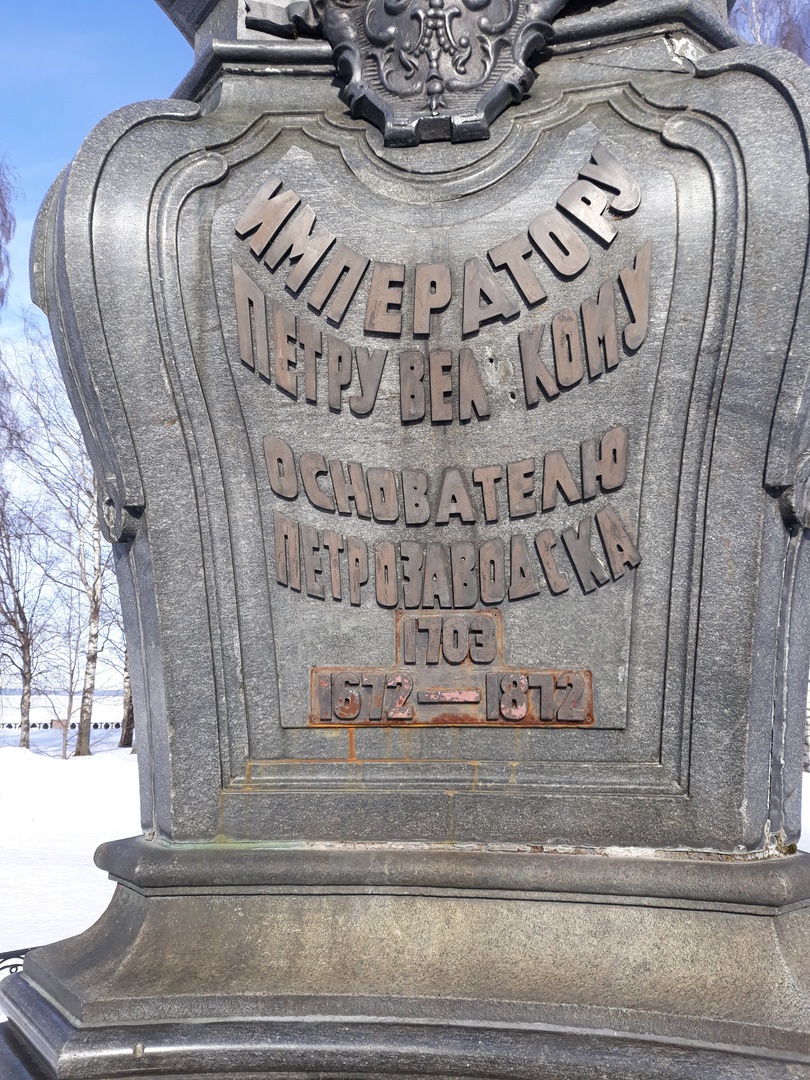 ИМПЕРАТОРУ
ПЕТРУ ВЕЛ КОМУ
ОСНОВАТЕЛЮ
ПЕТРОЗАВОДСКА
1703
1672 — 1872